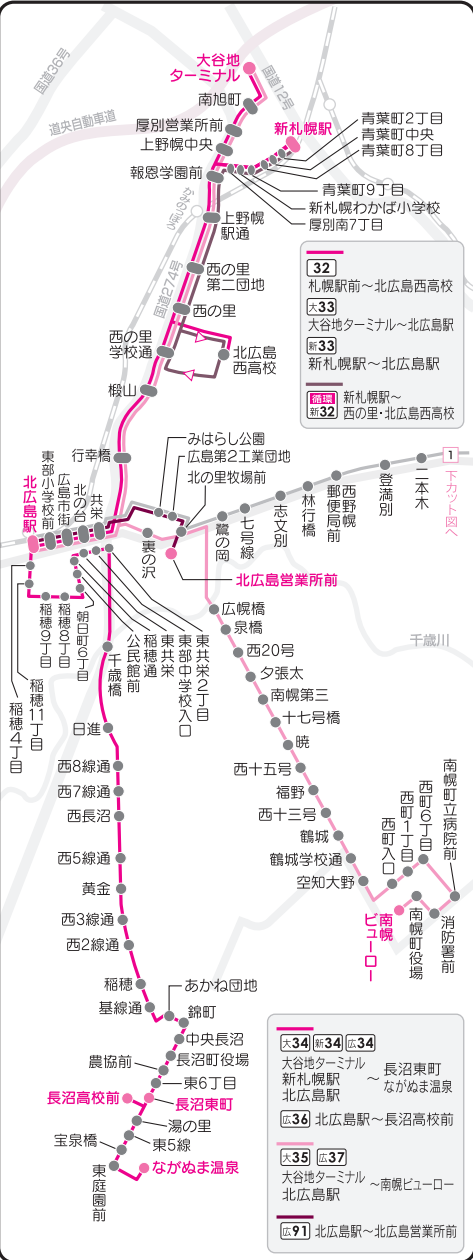 国道36号
大谷地
ターミナル
国道12号
道央自動車道
南旭町
厚別営業所前
上野幌中央
新札幌駅
青葉町2丁目
青葉町中央
青葉町8丁目
報恩学園前
青葉町9丁目
新札幌わかば小学校
厚別南7丁目
かみのっぽろ
上野幌
駅通
国道274号
西の里
第二団地
西の里
西の里
学校通
北広島
西高校
椴山
32
札幌駅前～北広島西高校
大33
大谷地ターミナル～北広島駅
新33
新札幌駅～北広島駅
循環
新32
新札幌駅～
西の里・北広島西高校
行幸橋
みはらし公園
広島第2工業団地
北の里牧場前
北広島駅
東部小学校前
広島市街
北の台
共栄
裏の沢
北広島営業所前
鷺の岡
七号線
志文別
林行橋
西野幌
郵便局前
登満別
二本木
1
下カット図へ
稲穂4丁目
稲穂11丁目
稲穂9丁目
稲穂8丁目
朝日町6丁目
公民館前
稲穂通
東共栄
東部中学校入口
東共栄2丁目
千歳橋
日進
西8線通
西7線通
西長沼
西5線通
黄金
西3線通
西2線通
稲穂
基線通
あかね団地
錦町
中央長沼
長沼町役場
農協前
東6丁目
長沼高校前
長沼東町
湯の里
東5線
宝泉橋
東庭園前
ながぬま温泉
広幌橋
泉橋
西20号
夕張太
南幌第三
十七号橋
暁
西十五号
福野
西十三号
鶴城
鶴城学校通
空知大野
千歳川
西町入口
西町1丁目
西町6丁目
南幌町立病院前
南幌
ビューロー
南幌町役場
消防署前
大34 新34 広34
大谷地ターミナル
新札幌駅
北広島駅
～
長沼東町
ながぬま温泉
広36 北広島駅～長沼高校前
大35 広37
大谷地ターミナル
北広島駅
～南幌ビューロー
広91 北広島駅～北広島営業所前